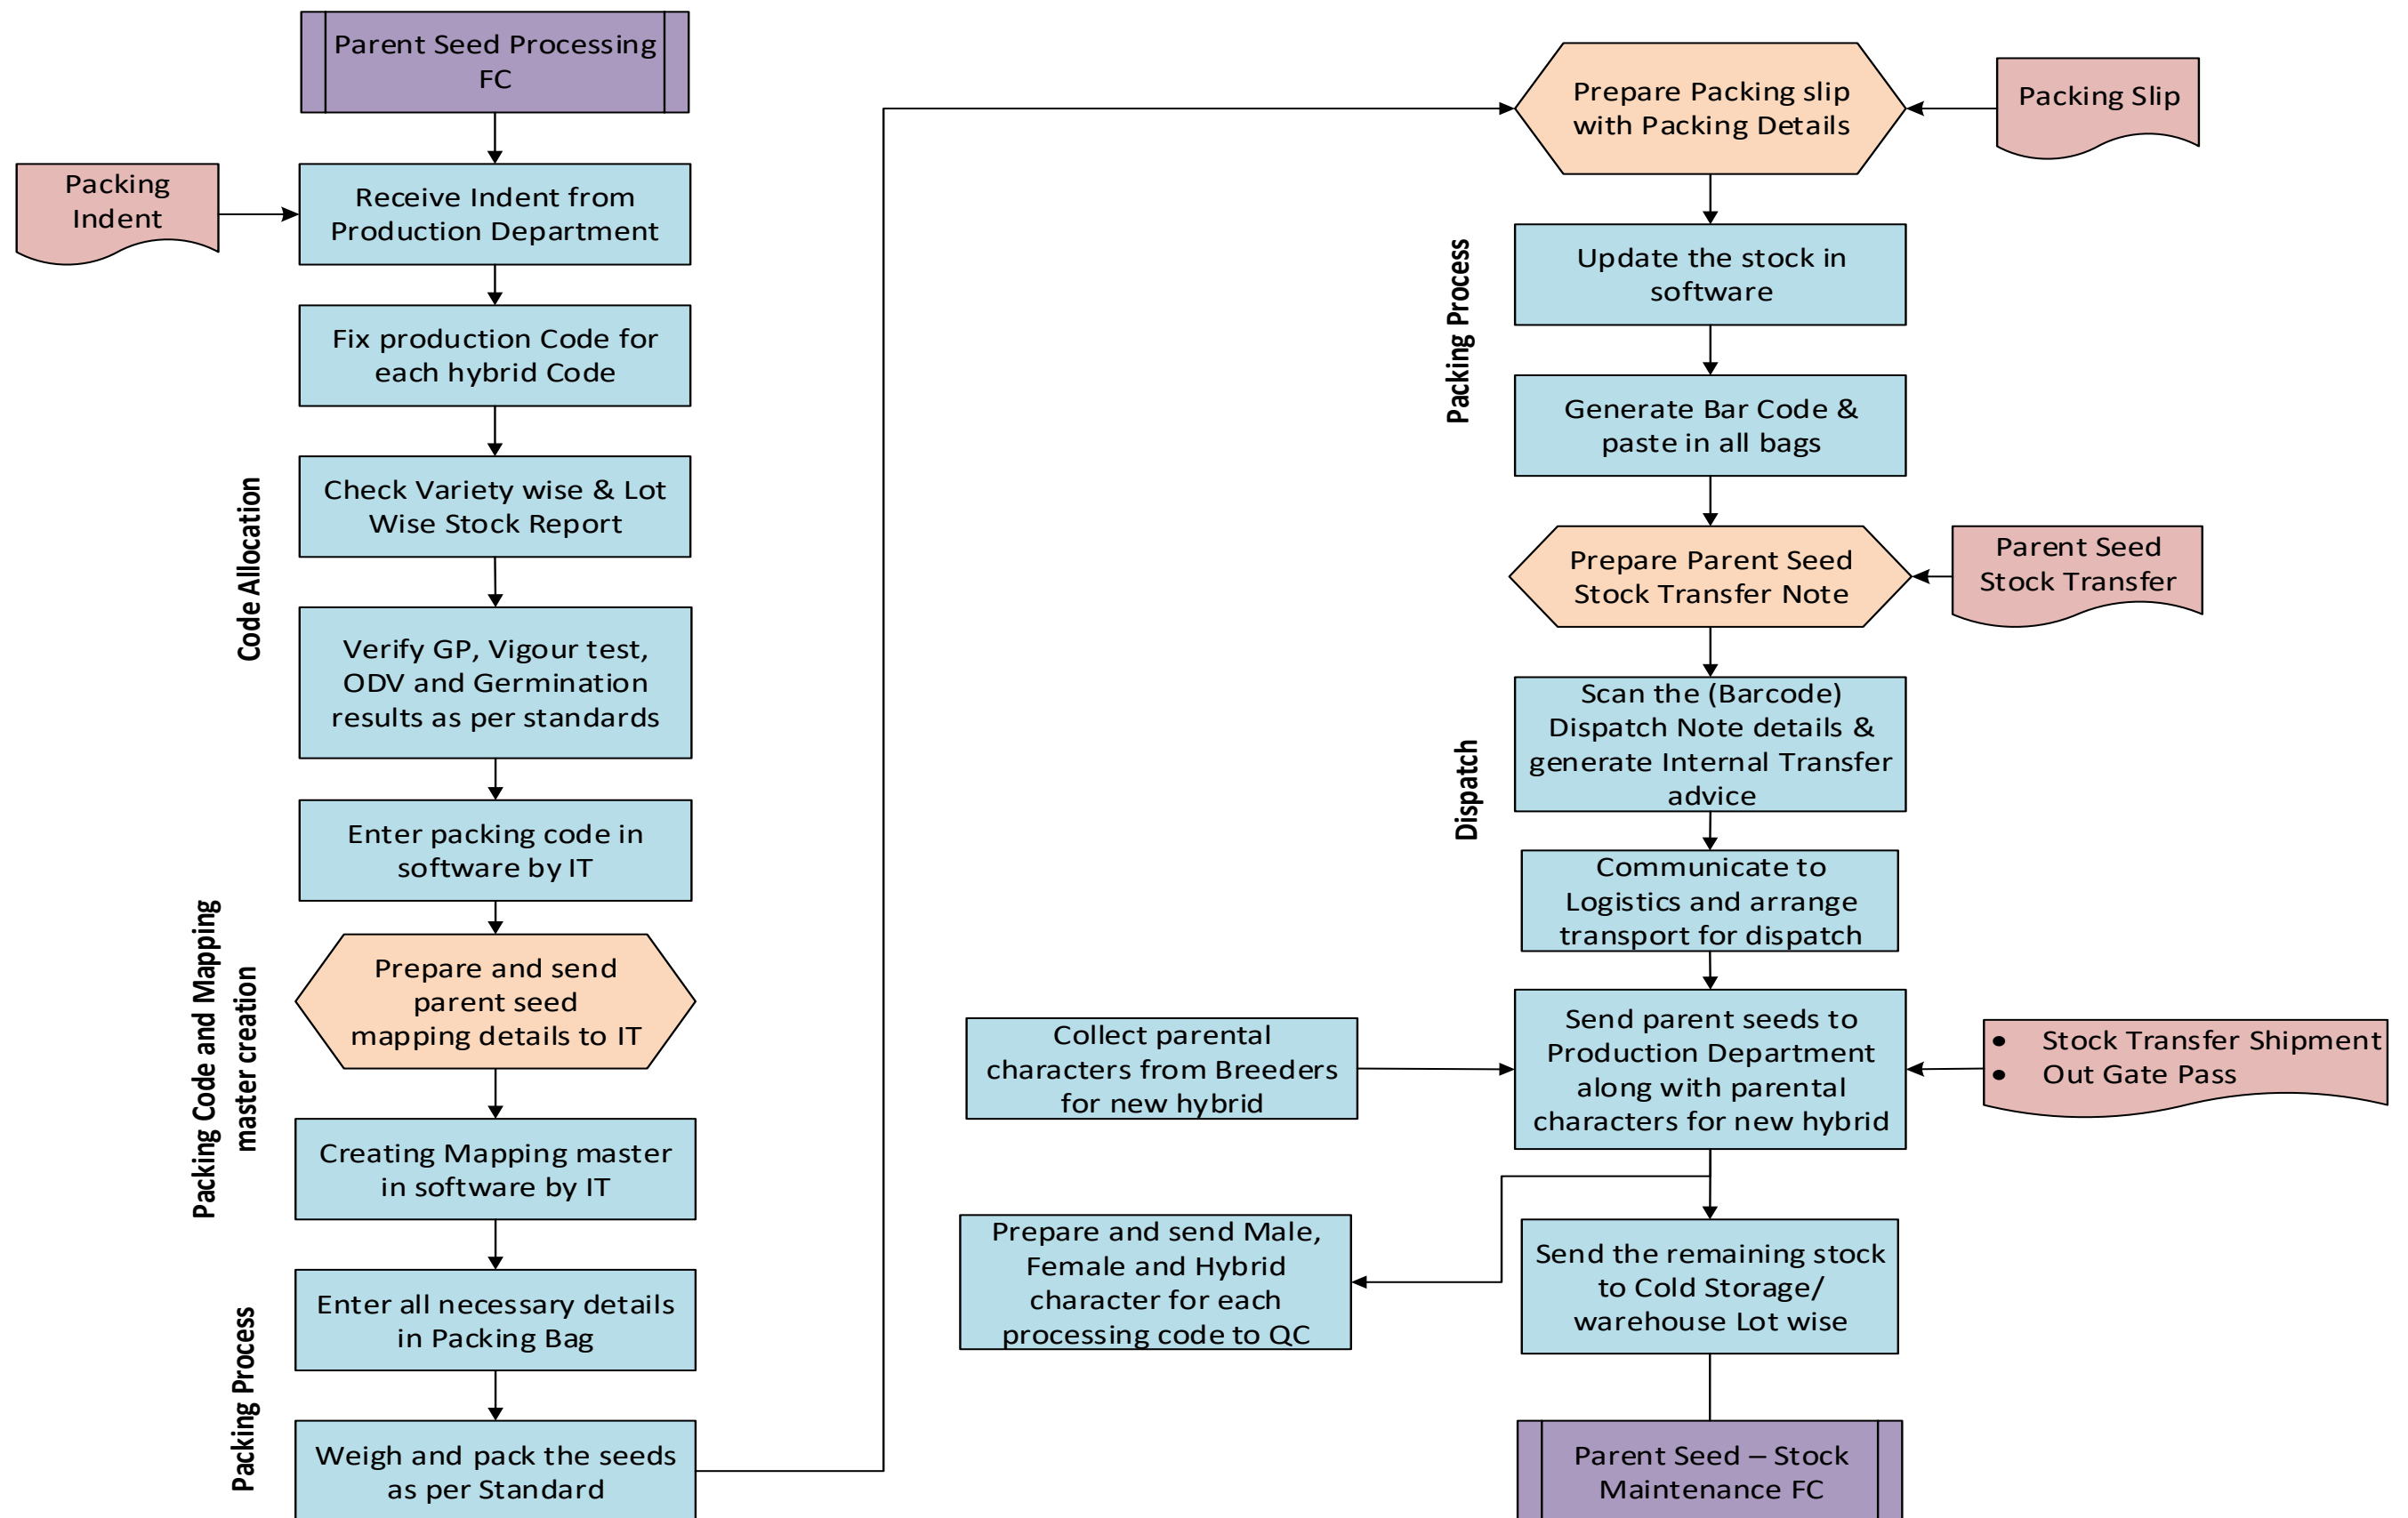 Parent Seed Processing
FC
Packing
Indent
Receive Indent from
Production Department
Fix production Code for
each hybrid Code
Code Allocation
Check Variety wise & Lot
Wise Stock Report
Verify GP, Vigour test,
ODV and Germination
results as per standards
Enter packing code in
software by IT
Packing Code and Mapping
master creation
Prepare and send
parent seed
mapping details to IT
Creating Mapping master
in software by IT
Packing Process
Enter all necessary details
in Packing Bag
Weigh and pack the seeds
as per Standard
Prepare Packing slip
with Packing Details
Packing Slip
Packing Process
Update the stock in
software
Generate Bar Code &
paste in all bags
Prepare Parent Seed
Stock Transfer Note
Parent Seed
Stock Transfer
Dispatch
Scan the (Barcode)
Dispatch Note details &
generate Internal Transfer
advice
Communicate to
Logistics and arrange
transport for dispatch
Collect parental
characters from Breeders
for new hybrid
Send parent seeds to
Production Department
along with parental
characters for new hybrid
• Stock Transfer Shipment
• Out Gate Pass
Prepare and send Male,
Female and Hybrid
character for each
processing code to QC
Send the remaining stock
to Cold Storage/
warehouse Lot wise
Parent Seed – Stock
Maintenance FC